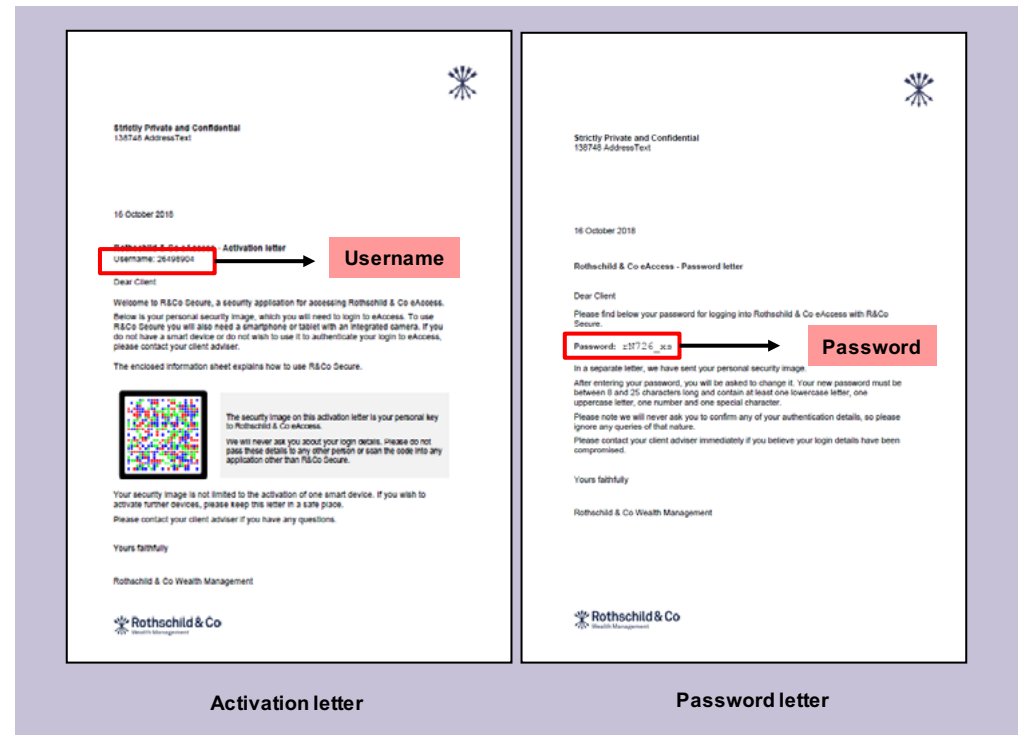 Strictly Private and Confidential
138748 AddressText
16 October 2018
Rothschild & Co eAccess - Activation letter
Username: 26498904
Username
Dear Client
Welcome to R&Co Secure, a security application for accessing Rothschild & Co eAccess.
Below is your personal security image, which you will need to login to eAccess. To use
R&Co Secure you will also need a smartphone or tablet with an integrated camera. If you
do not have a smart device or do not wish to use it to authenticate your login to eAccess,
please contact your client adviser.
The enclosed information sheet explains how to use R&Co Secure.
The security image on this activation letter is your personal key
to Rothschild & Co eAccess.
We will never ask you about your login details. Please do not
pass these details to any other person or scan the code into any
application other than R&Co Secure.
Your security image is not limited to the activation of one smart device. If you wish to
activate further devices, please keep this letter in a safe place.
Please contact your client adviser if you have any questions.
Yours faithfully
Rothschild & Co Wealth Management
Rothschild & Co
Wealth Management
Activation letter
Strictly Private and Confidential
138748 AddressText
16 October 2018
Rothschild & Co eAccess - Password letter
Dear Client
Please find below your password for logging into Rothschild & Co eAccess with R&Co
Secure.
Password: rN726_xs
Password
In a separate letter, we have sent your personal security image.
After entering your password, you will be asked to change it. Your new password must be
between 8 and 25 characters long and contain at least one lowercase letter, one
uppercase letter, one number and one special character.
Please note we will never ask you to confirm any of your authentication details, so please
ignore any queries of that nature.
Please contact your client adviser immediately if you believe your login details have been
compromised.
Yours faithfully
Rothschild & Co Wealth Management
Rothschild & Co
Wealth Management
Password letter